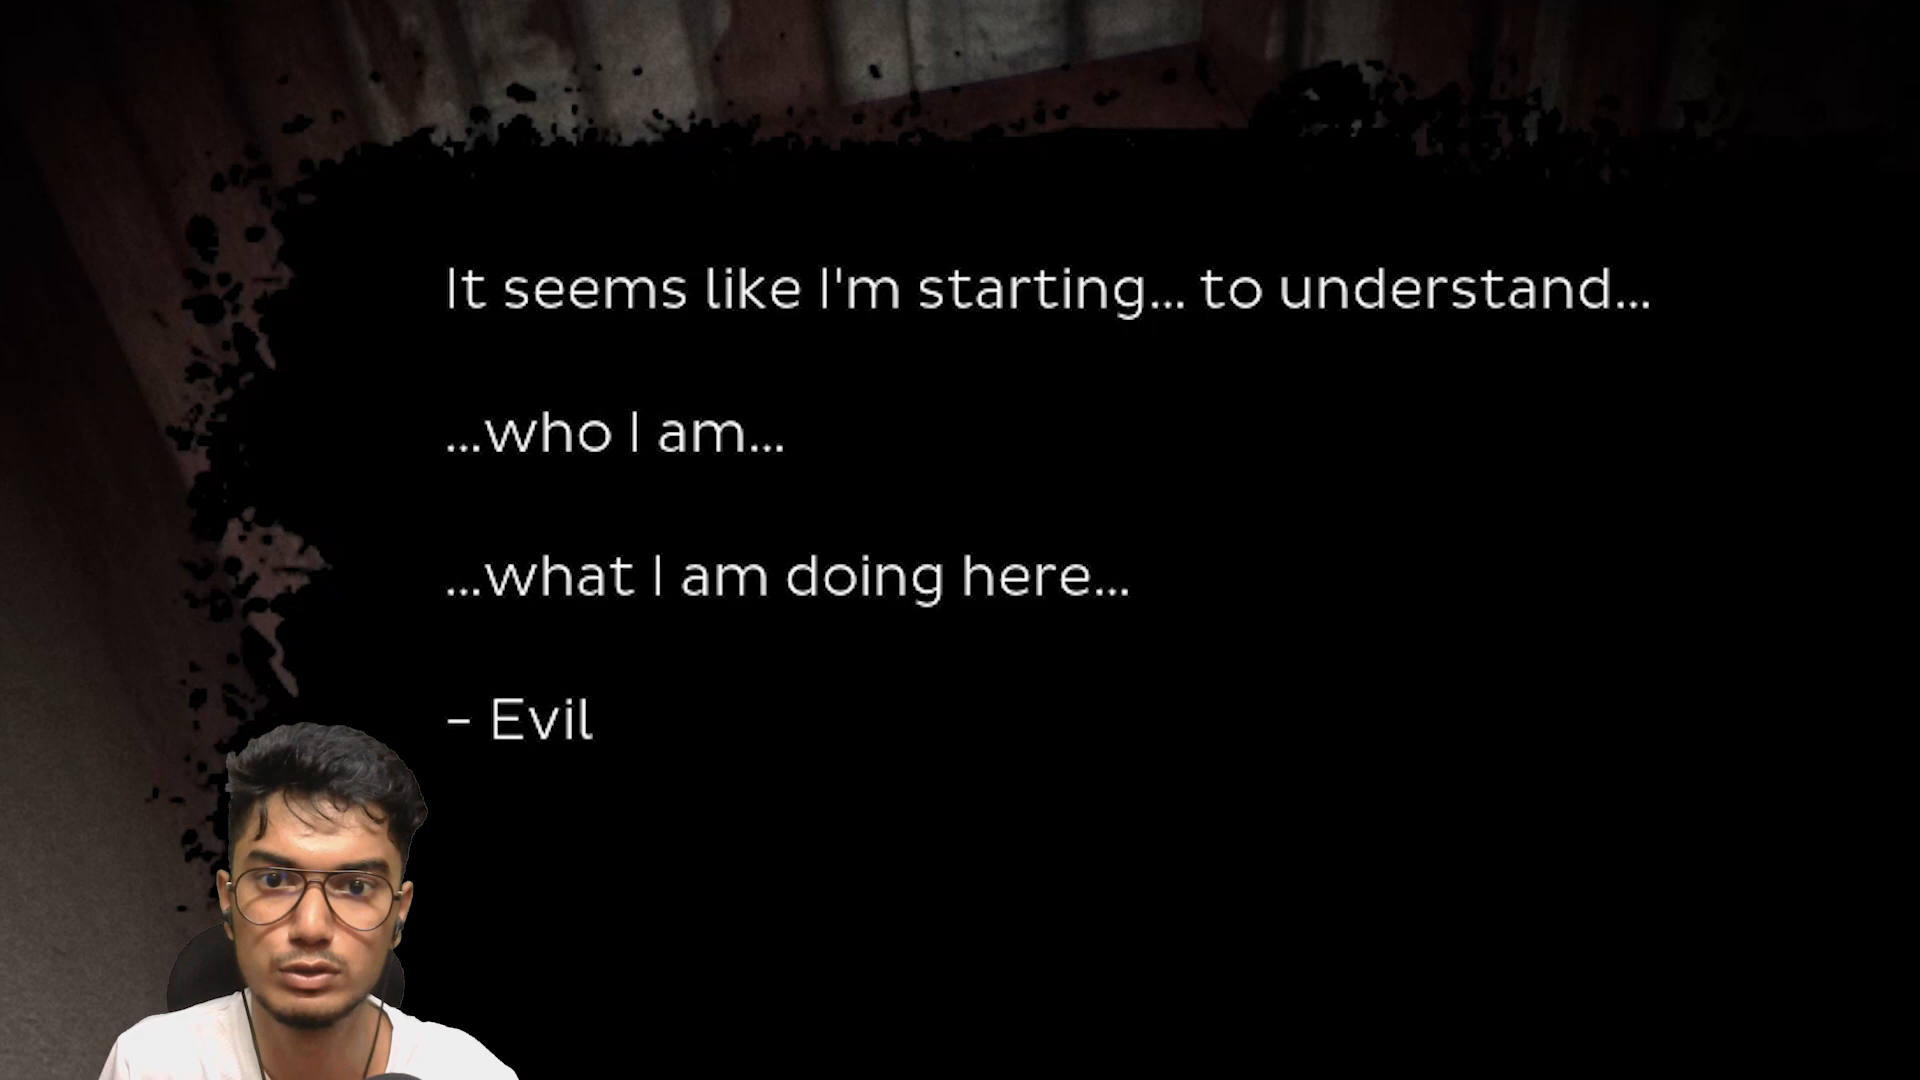 It seems like I'm starting... to understand...
...who I am...
...what I am doing here...
- Evil